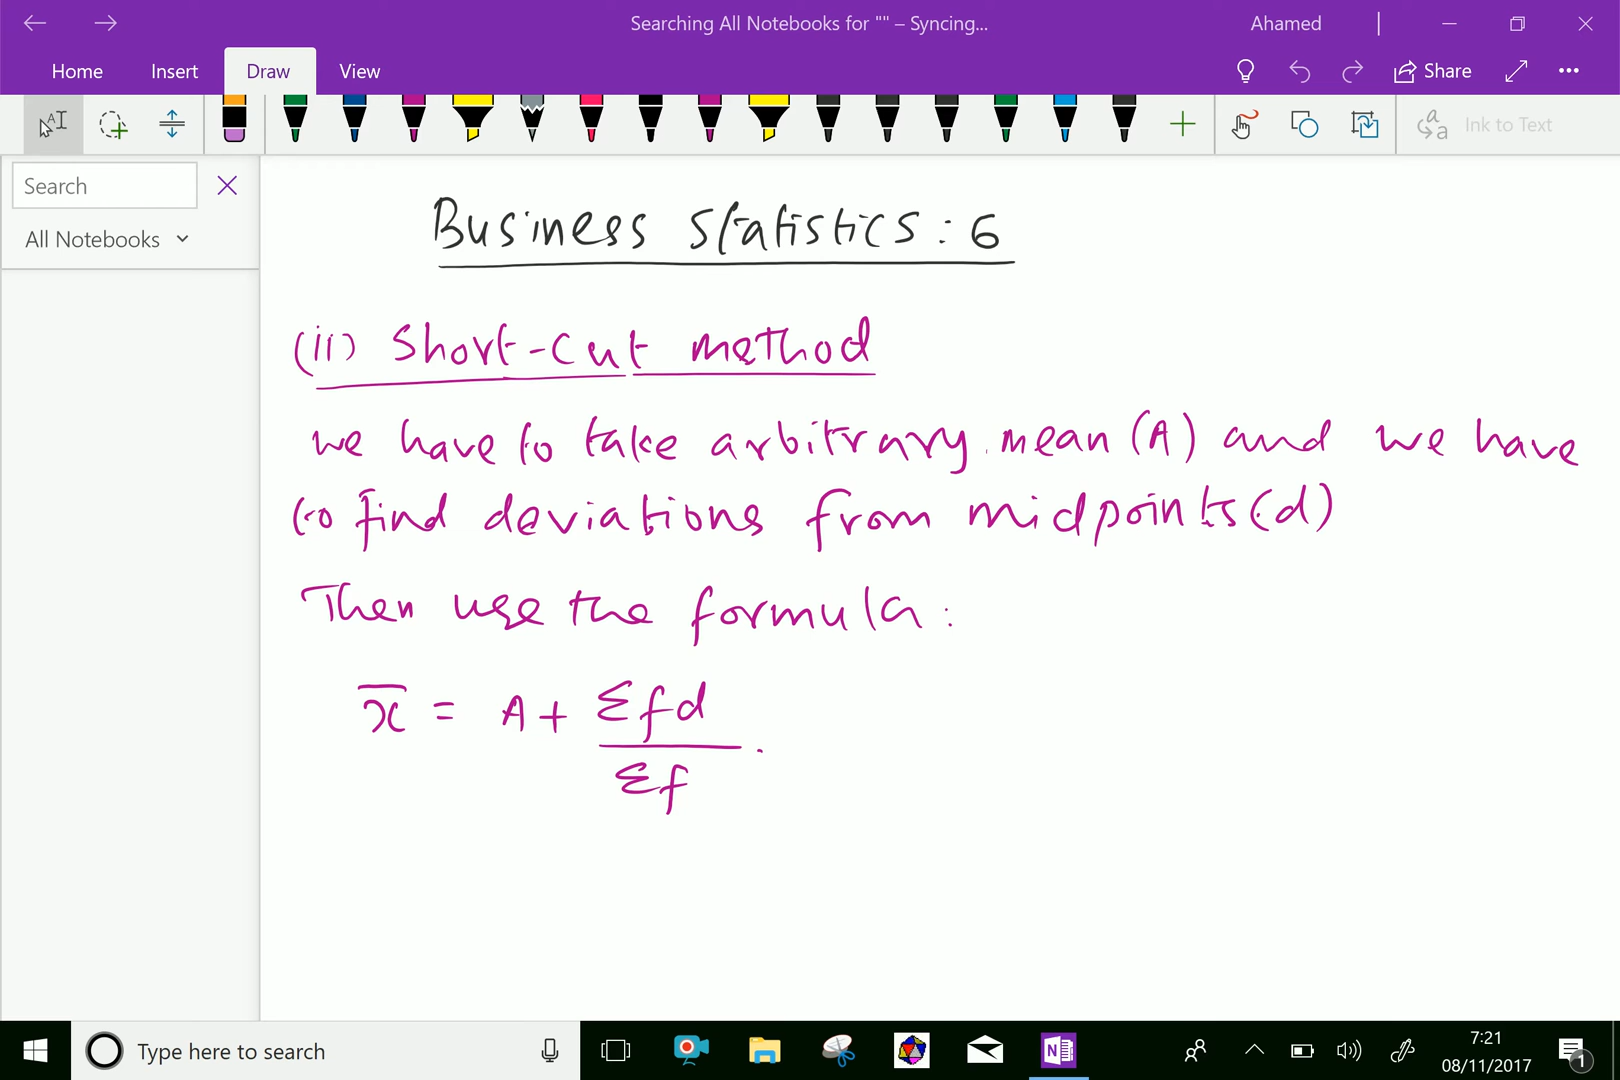 Searching All Notebooks for "" – Syncing...
Ahamed
Home Insert Draw View
Share
Ink to Text
Search
All Notebooks
Business Statistics : 6
(ii) Short-cut method
we have to take arbitrary mean (A) and we have
to find deviations from midpoints (d)
Then use the formula :
x̄ = A + Σfd / Σf .
Type here to search
7:21
08/11/2017
1